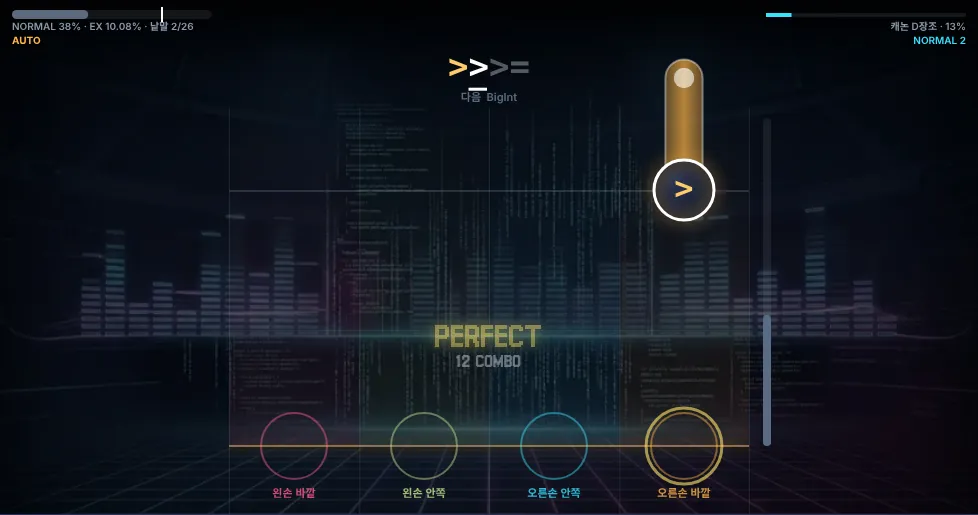 NORMAL 38% · EX 10.08% · 낱말 2/26
AUTO
캐논 D장조 · 13%
NORMAL 2
>>>=
다음 BigInt
>
PERFECT
12 COMBO
왼손 바깥
왼손 안쪽
오른손 안쪽
오른손 바깥